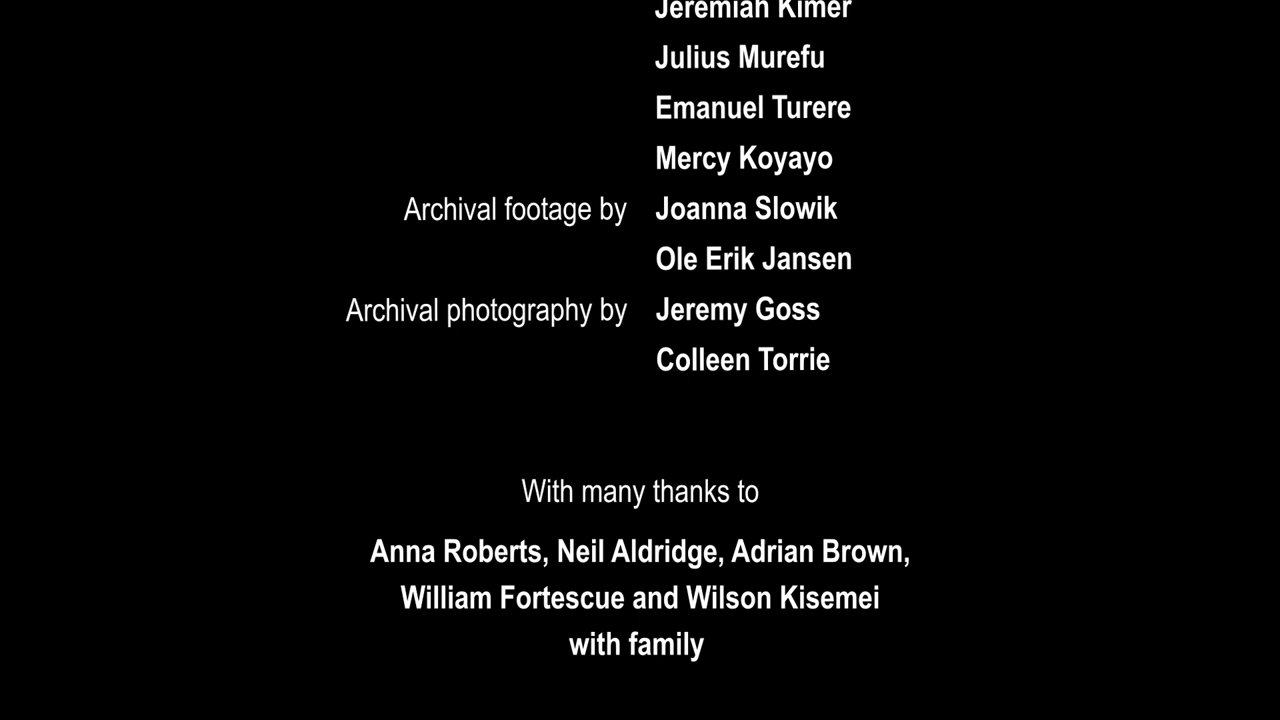 Jeremiah Kimer
Julius Murefu
Emanuel Turere
Mercy Koyayo
Archival footage by Joanna Slowik
Ole Erik Jansen
Archival photography by Jeremy Goss
Colleen Torrie
With many thanks to
Anna Roberts, Neil Aldridge, Adrian Brown,
William Fortescue and Wilson Kisemei
with family